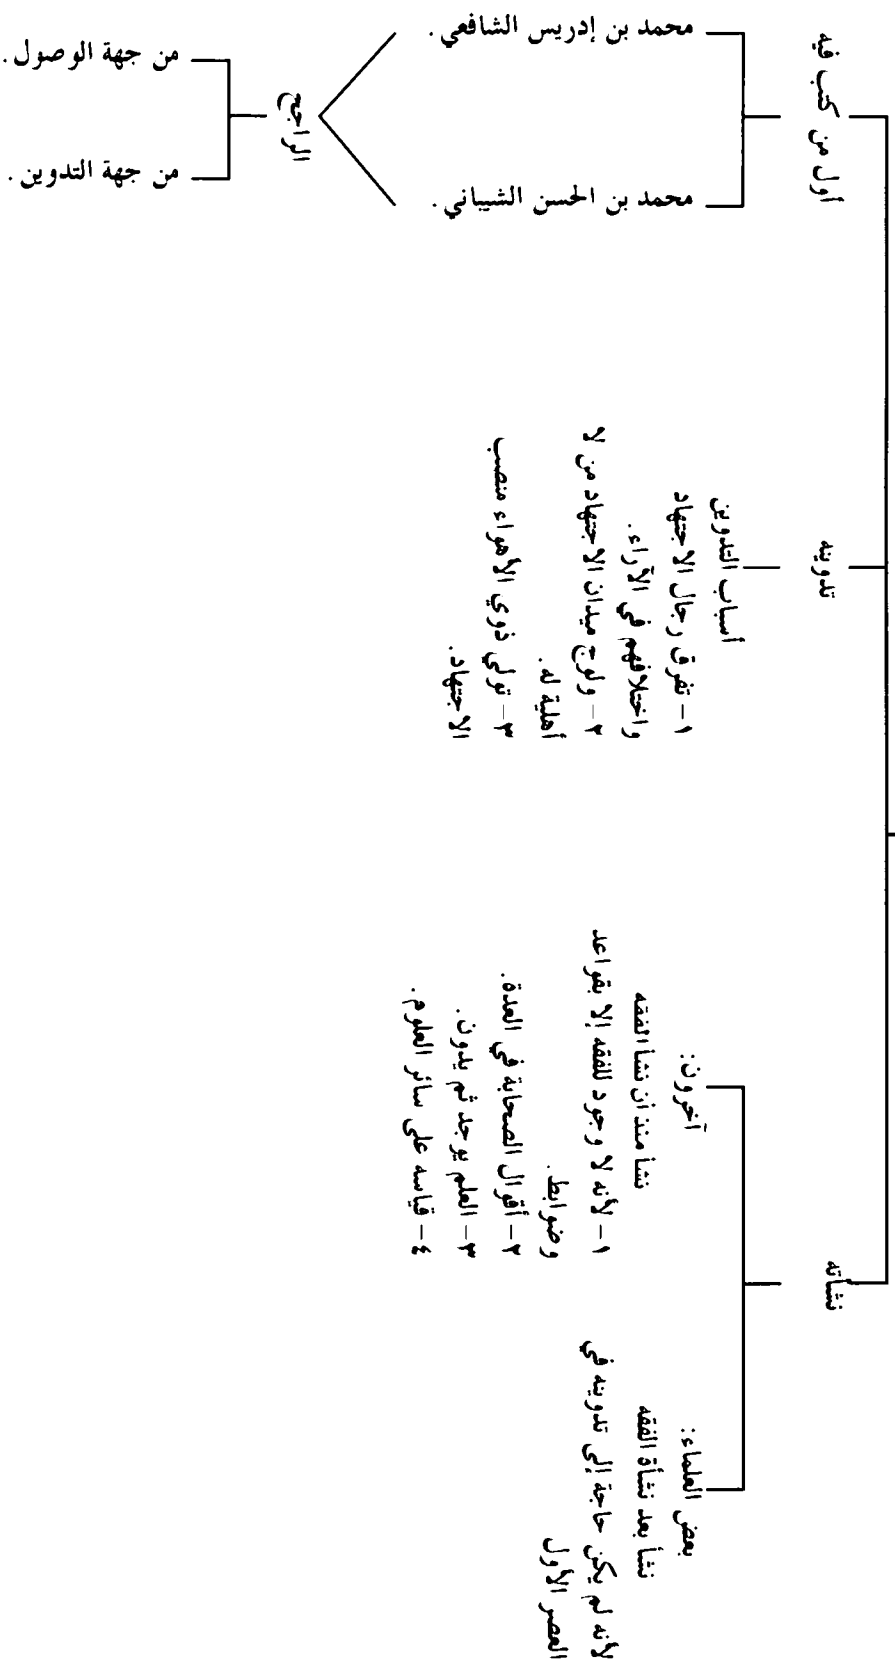 نشأته
بعض العلماء:
نشأ بعد نشأة الفقه
لأنه لم يكن حاجة إلى تدوينه في
العصر الأول
آخرون:
نشأ منذ أن نشأ الفقه
١- لأنه لا وجود للفقه إلا بقواعد
وضوابط.
٢- أقوال الصحابة في العدة.
٣- العلم يوجد ثم يدون.
٤- قياسه على سائر العلوم.
تدوينه
أسباب التدوين
١- تفرق رجال الاجتهاد
واختلافهم في الآراء.
٢- ولوج ميدان الاجتهاد من لا
أهلية له.
٣- تولي ذوي الأهواء منصب
الاجتهاد.
أول من كتب فيه
محمد بن إدريس الشافعي.
محمد بن الحسن الشيباني.
الراجح
من جهة الوصول.
من جهة التدوين.